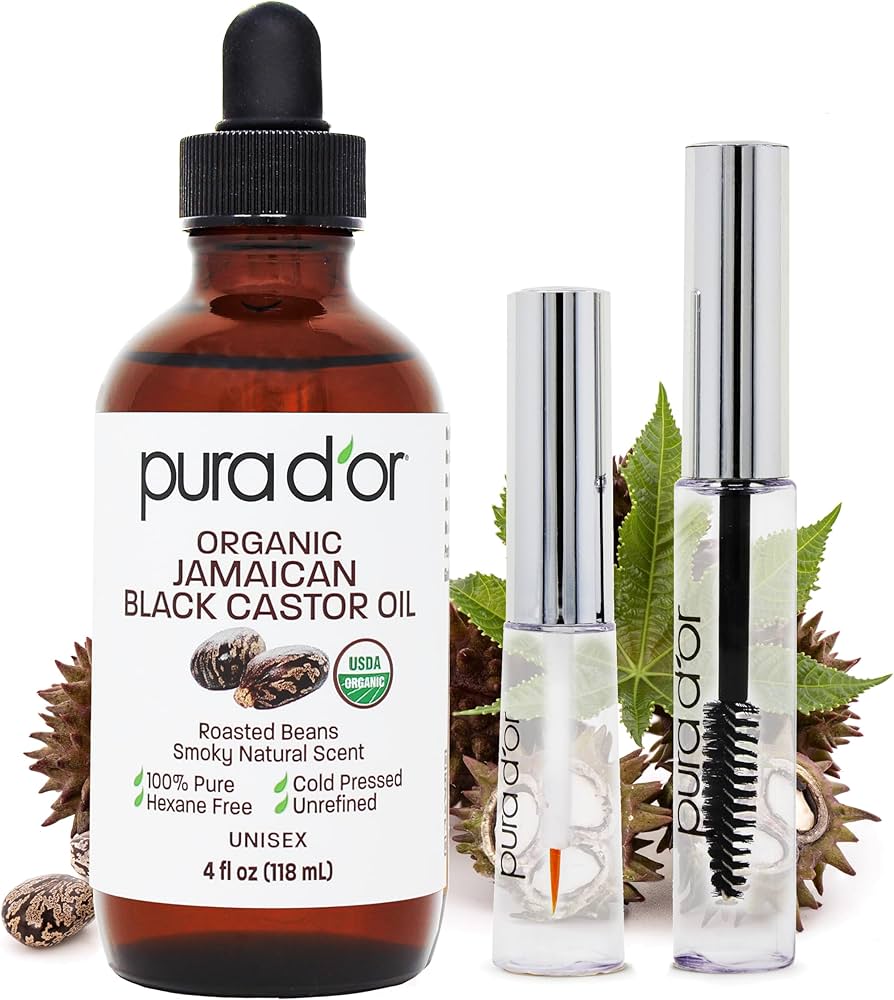 pura d'or®
ORGANIC
JAMAICAN
BLACK CASTOR OIL
USDA
ORGANIC
Roasted Beans
Smoky Natural Scent
100% Pure
Hexane Free
Cold Pressed
Unrefined
UNISEX
4 fl oz (118 mL)
pura d'or
pura d'or